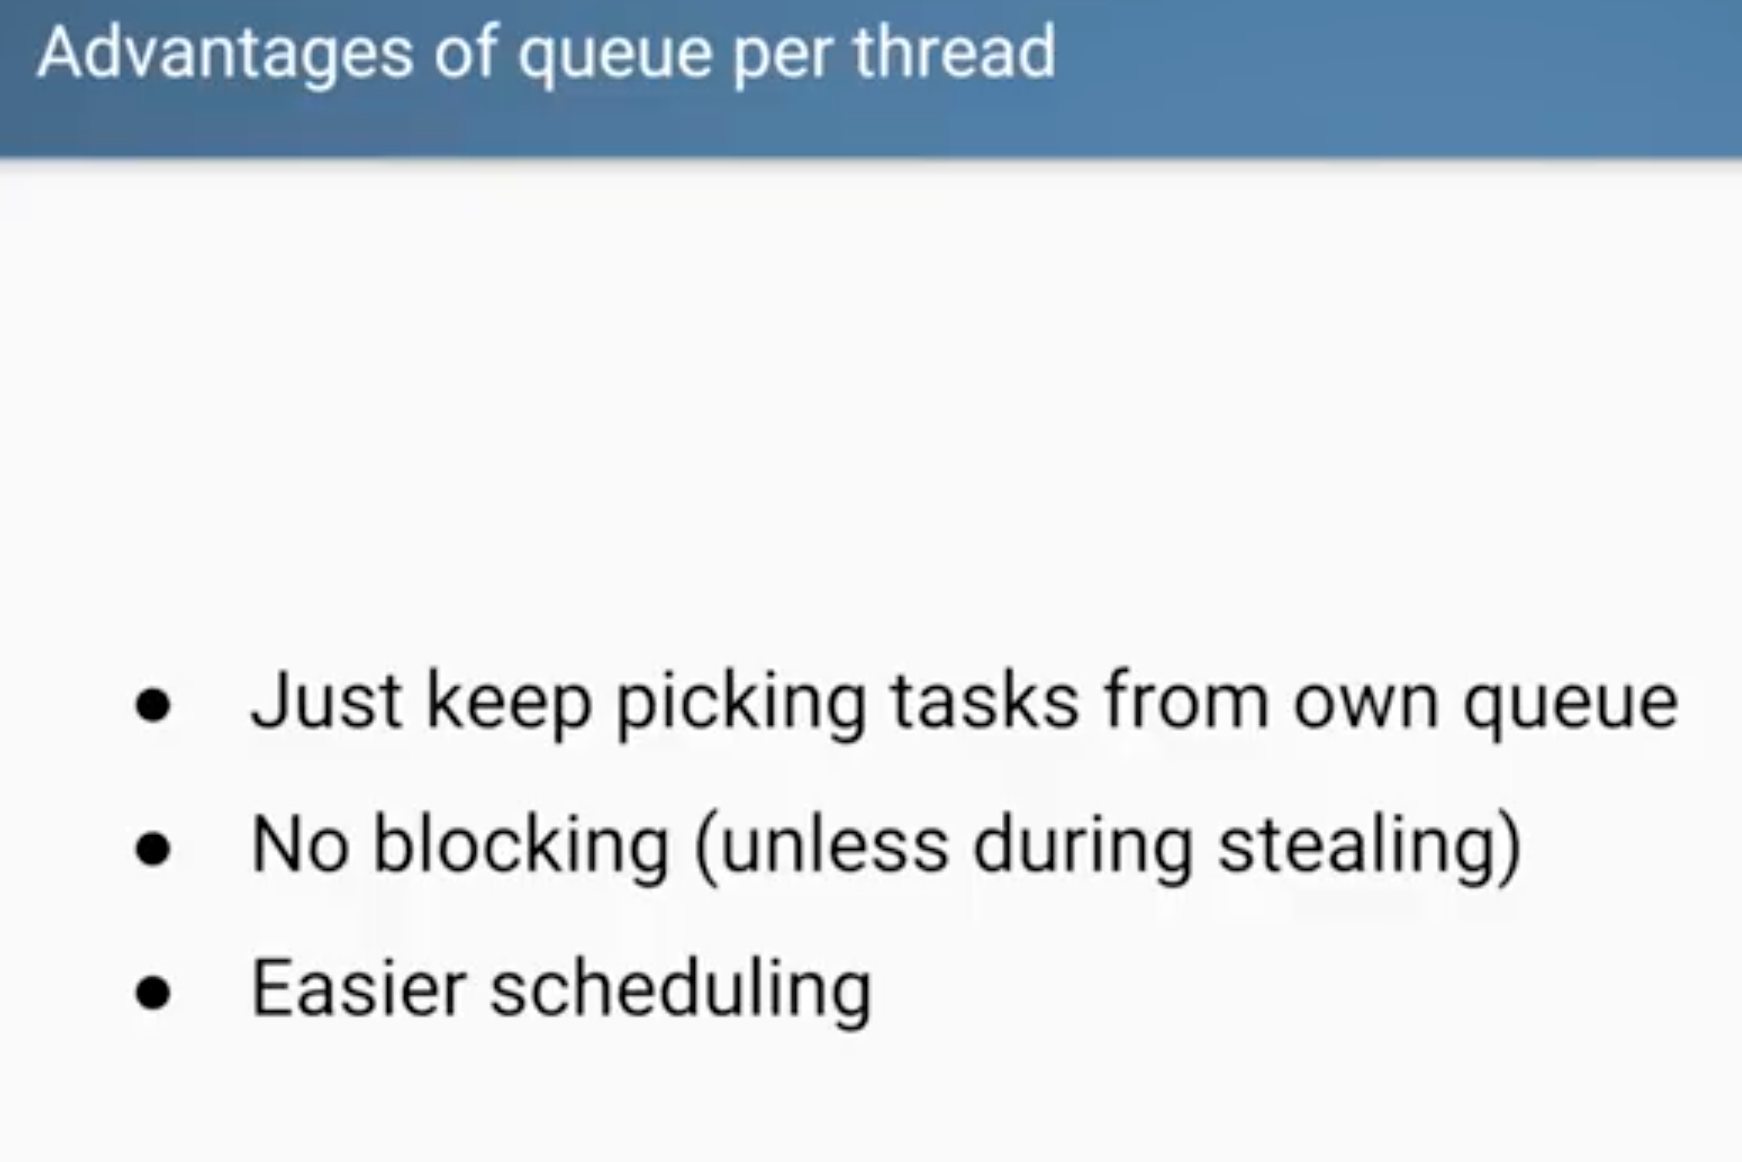 Advantages of queue per thread
● Just keep picking tasks from own queue
● No blocking (unless during stealing)
● Easier scheduling